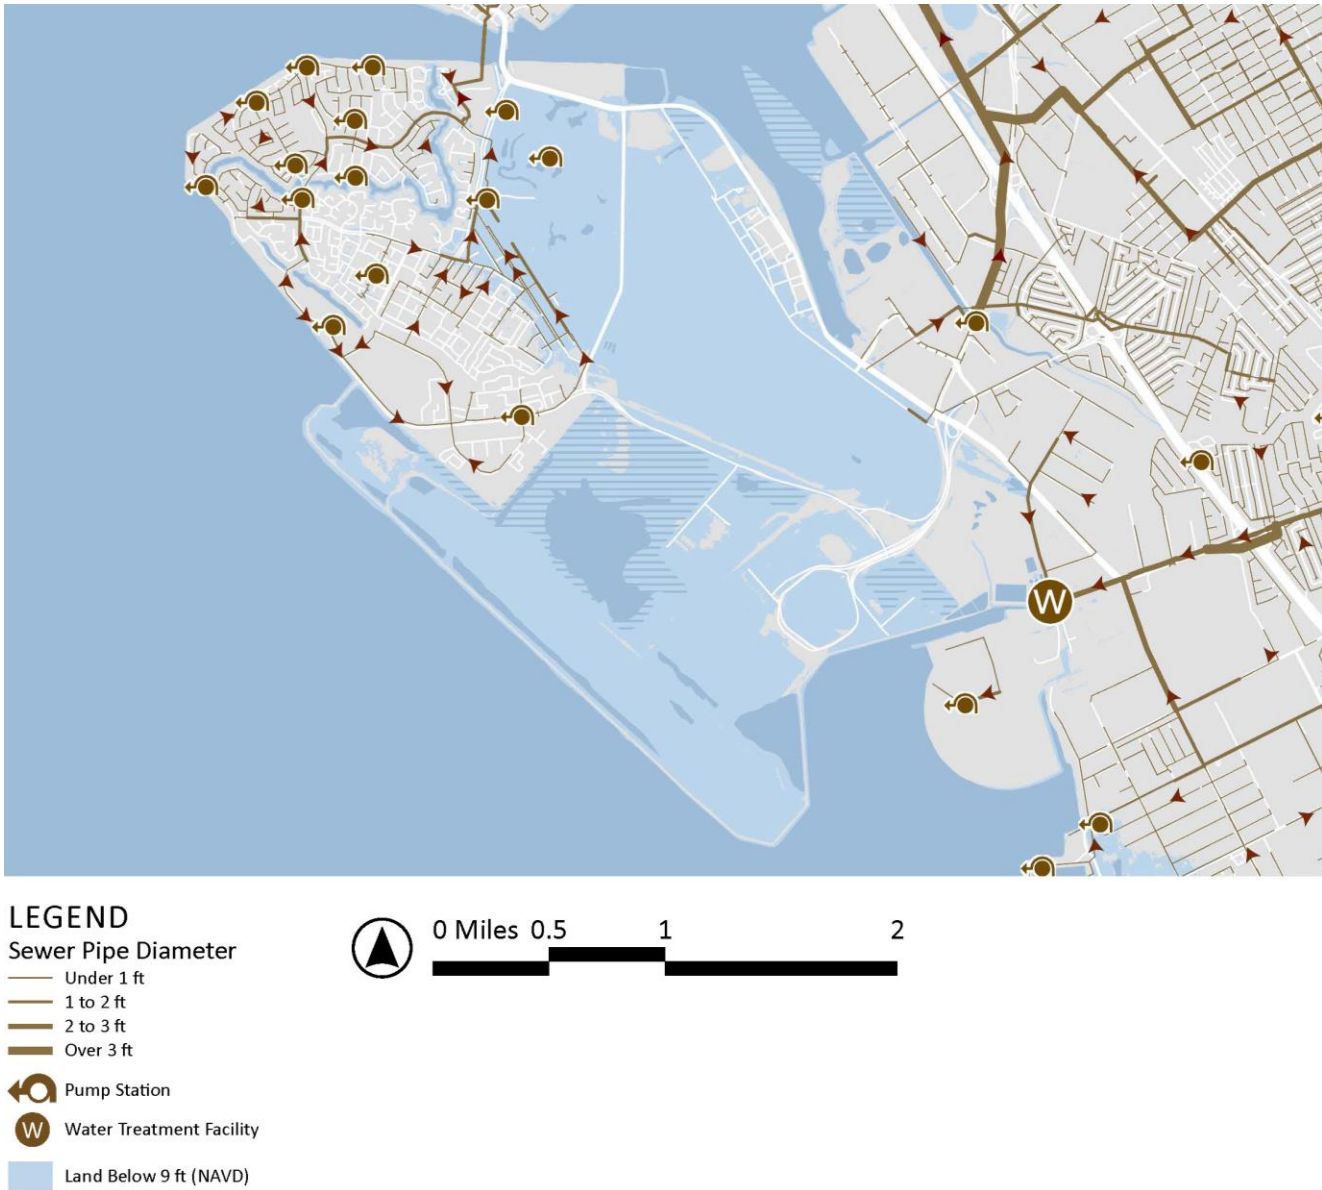 W
LEGEND
Sewer Pipe Diameter
Under 1 ft
1 to 2 ft
2 to 3 ft
Over 3 ft
Pump Station
W Water Treatment Facility
Land Below 9 ft (NAVD)
0 Miles 0.5 1 2